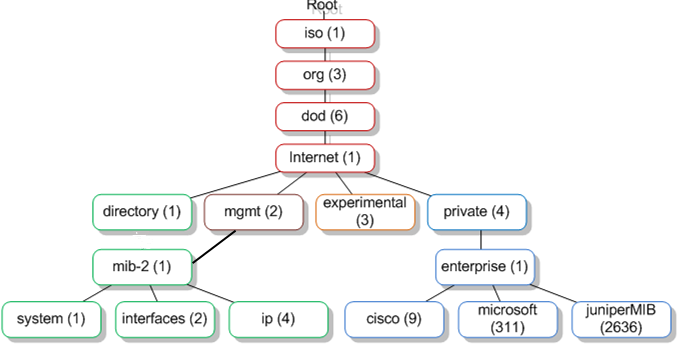 Root
iso (1)
org (3)
dod (6)
Internet (1)
directory (1)
mgmt (2)
experimental
(3)
private (4)
mib-2 (1)
enterprise (1)
system (1)
interfaces (2)
ip (4)
cisco (9)
microsoft
(311)
juniperMIB
(2636)